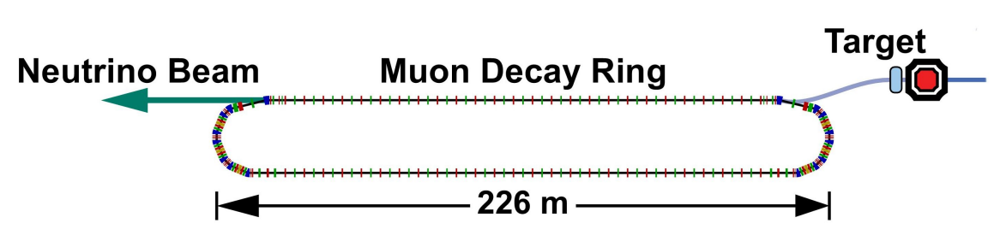 Target
Neutrino Beam
Muon Decay Ring
226 m